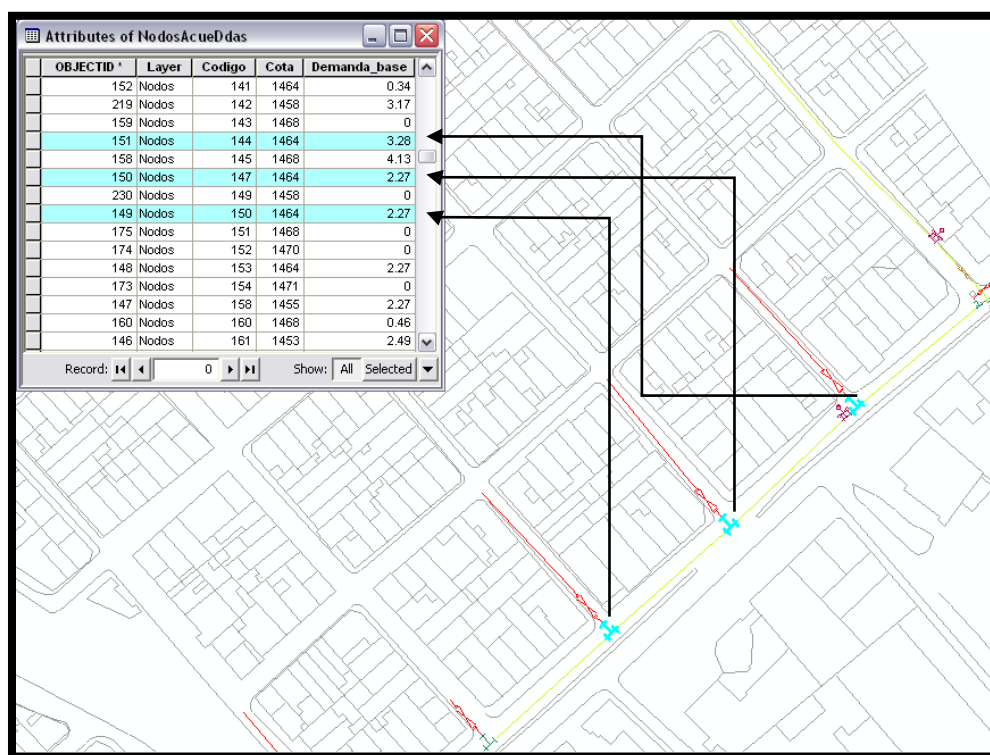 Attributes of NodosAcueDdas
OBJECTID * Layer Codigo Cota Demanda_base
152 Nodos 141 1464 0.34
219 Nodos 142 1458 3.17
159 Nodos 143 1468 0
151 Nodos 144 1464 3.28
158 Nodos 145 1468 4.13
150 Nodos 147 1464 2.27
230 Nodos 149 1458 0
149 Nodos 150 1464 2.27
175 Nodos 151 1468 0
174 Nodos 152 1470 0
148 Nodos 153 1464 2.27
173 Nodos 154 1471 0
147 Nodos 158 1455 2.27
160 Nodos 160 1468 0.46
146 Nodos 161 1453 2.49
Record: 0 Show: All Selected